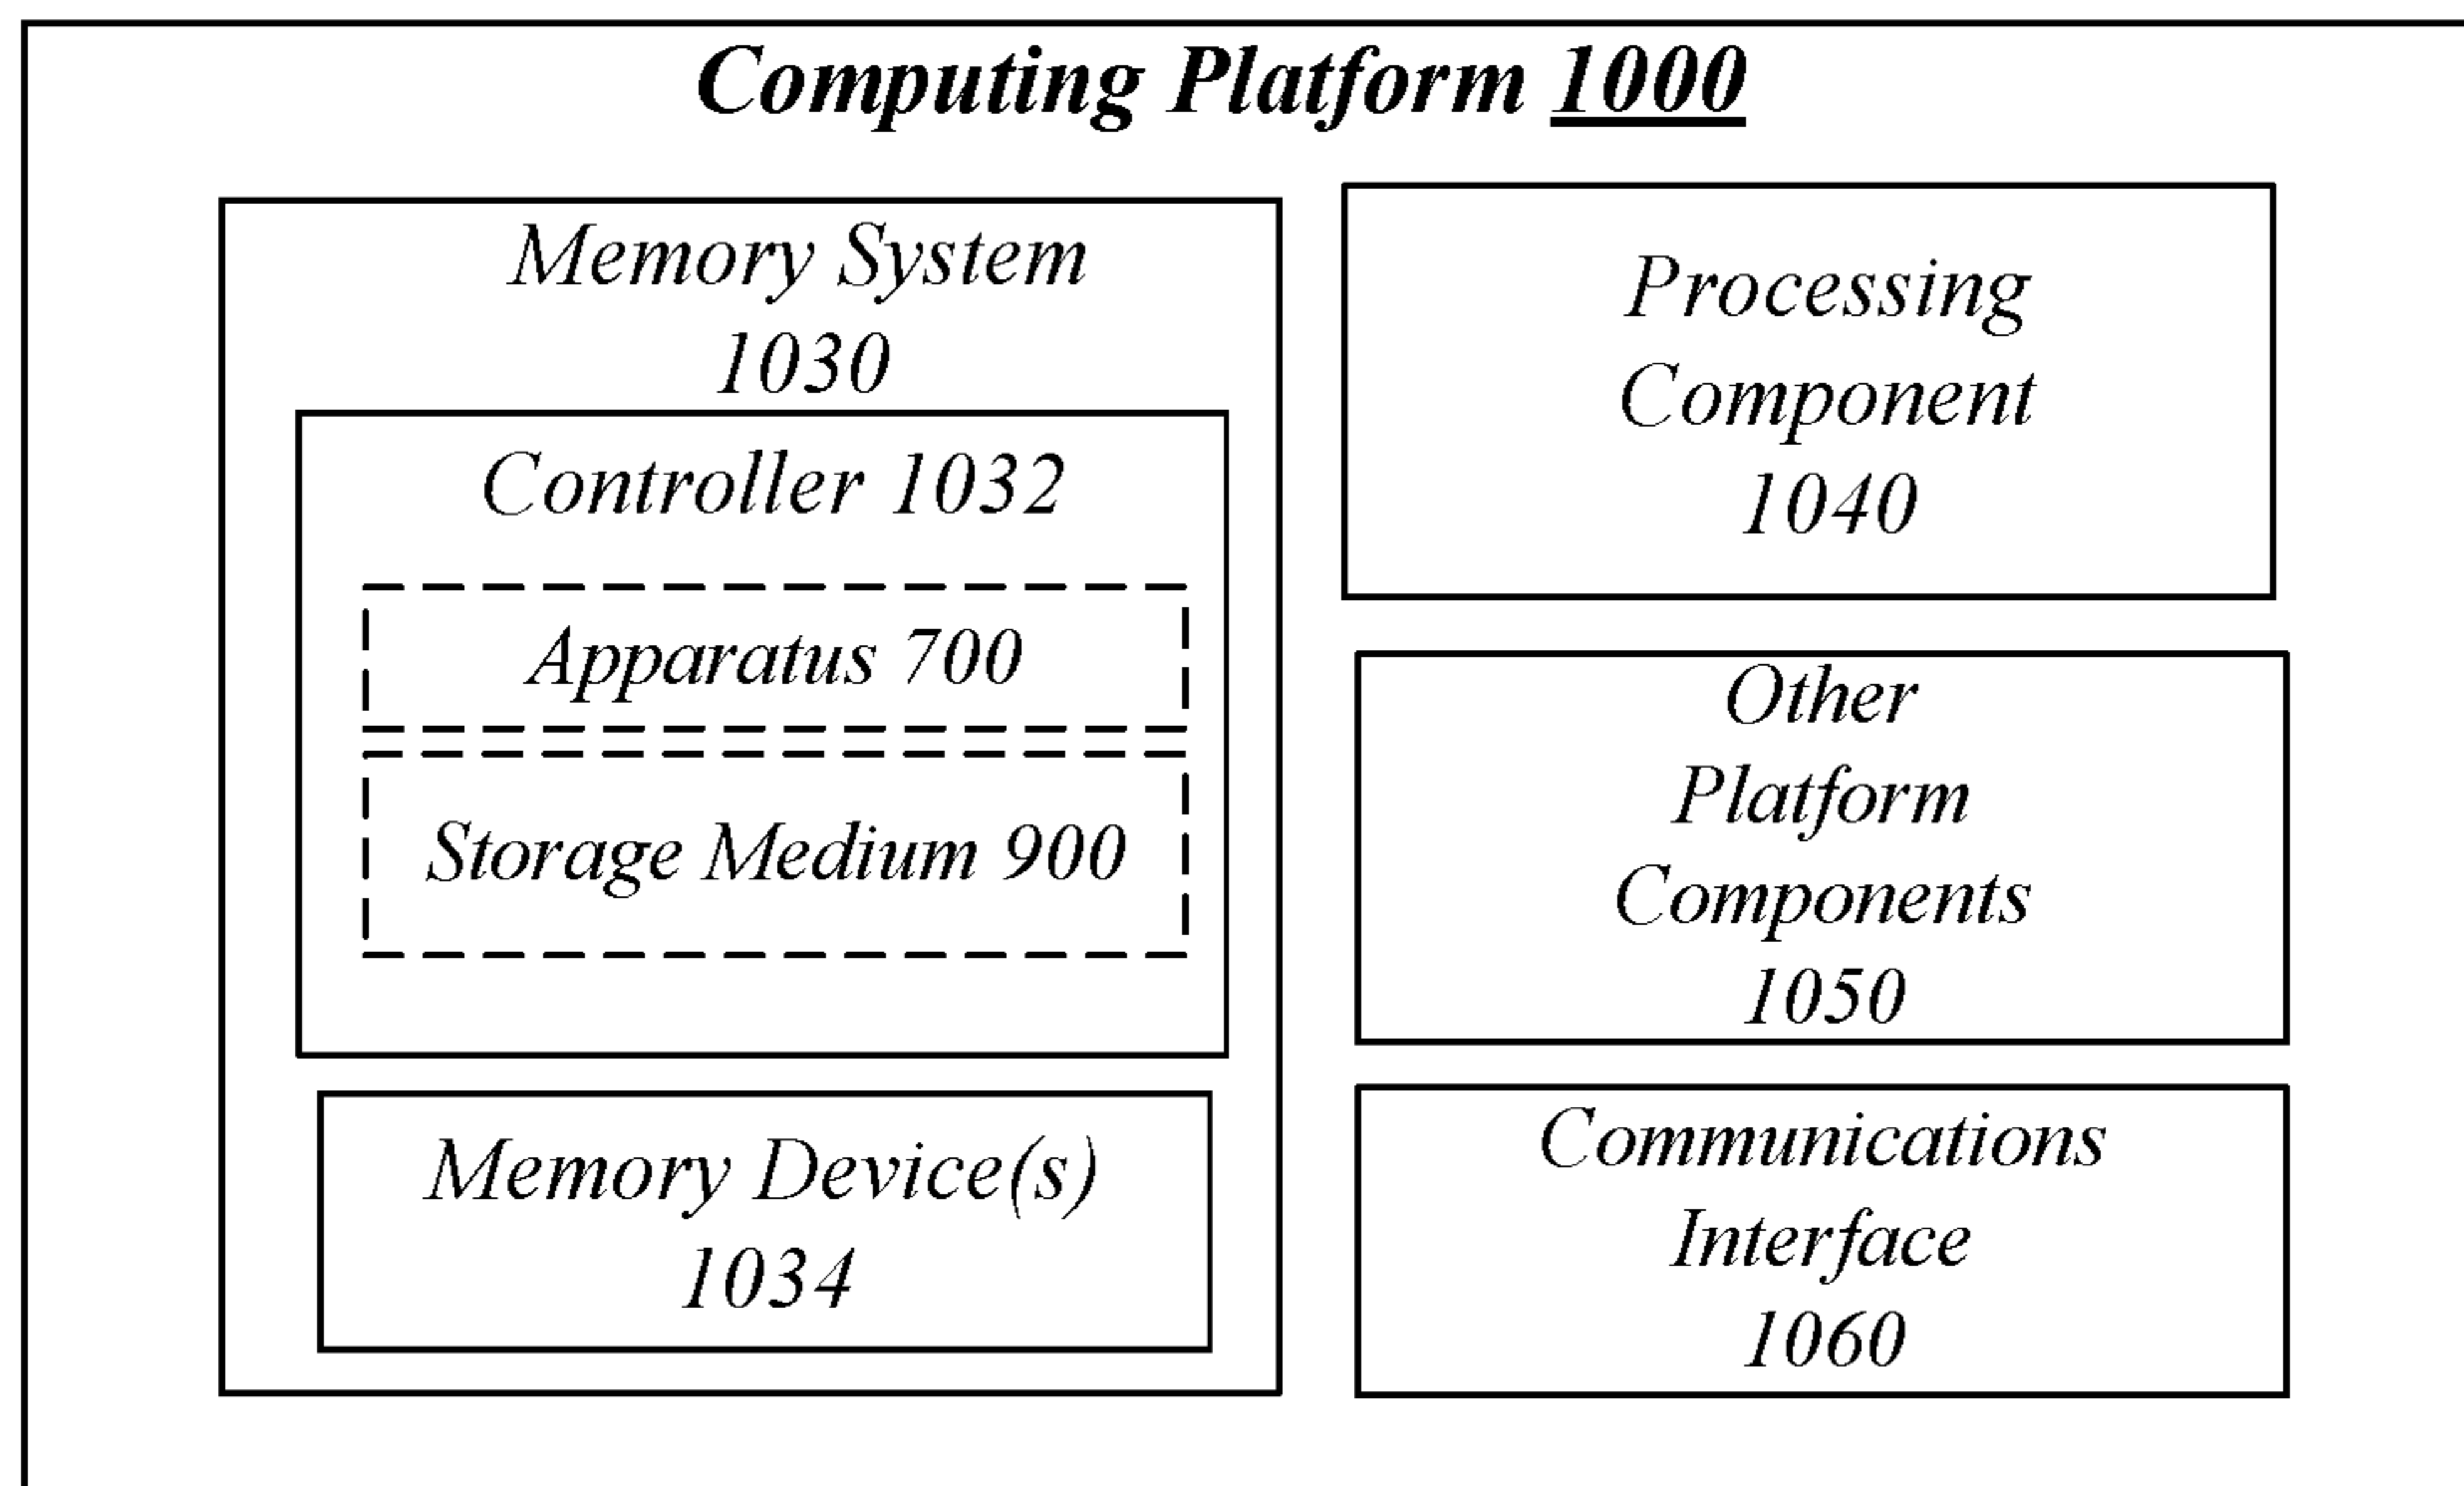 Computing Platform 1000
Memory System
1030
Controller 1032
Apparatus 700
Storage Medium 900
Memory Device(s)
1034
Processing
Component
1040
Other
Platform
Components
1050
Communications
Interface
1060